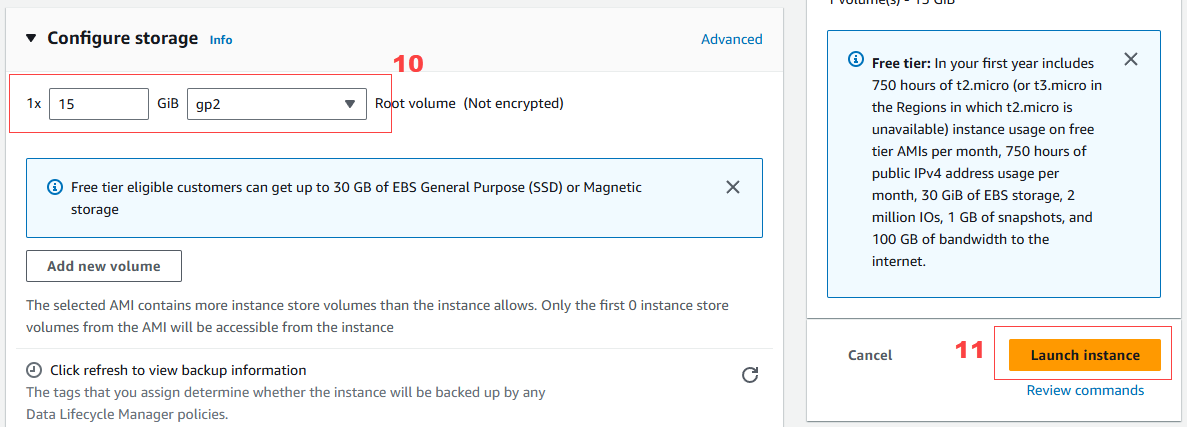 Configure storage Info
Advanced
10
1x 15 GiB gp2 Root volume (Not encrypted)
Free tier eligible customers can get up to 30 GB of EBS General Purpose (SSD) or Magnetic
storage
Add new volume
The selected AMI contains more instance store volumes than the instance allows. Only the first 0 instance store
volumes from the AMI will be accessible from the instance
Click refresh to view backup information
The tags that you assign determine whether the instance will be backed up by any
Data Lifecycle Manager policies.
1 volume(s) - 15 GiB
Free tier: In your first year includes
750 hours of t2.micro (or t3.micro in
the Regions in which t2.micro is
unavailable) instance usage on free
tier AMIs per month, 750 hours of
public IPv4 address usage per
month, 30 GiB of EBS storage, 2
million IOs, 1 GB of snapshots, and
100 GB of bandwidth to the
internet.
Cancel
11
Launch instance
Review commands